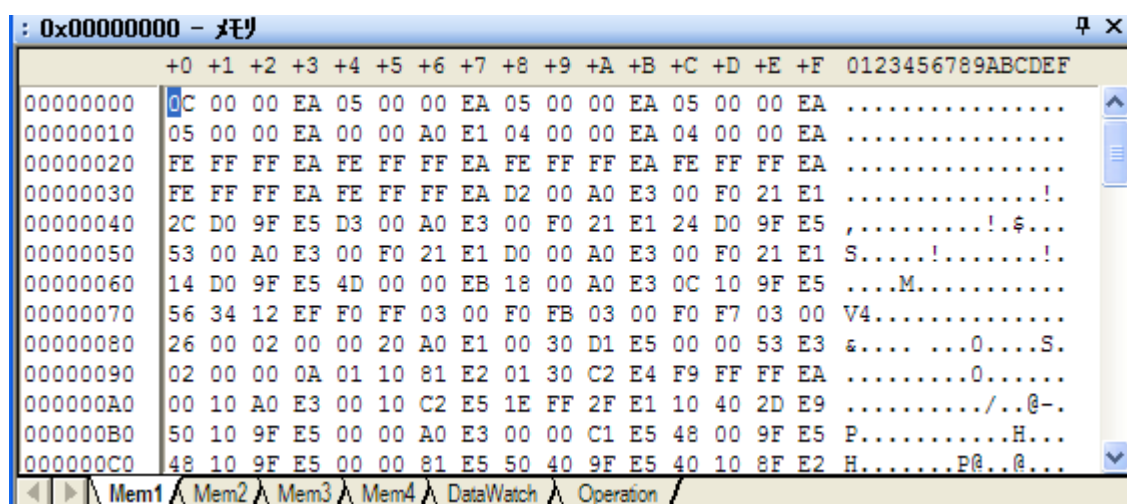 : 0x00000000 - メモリ
+0 +1 +2 +3 +4 +5 +6 +7 +8 +9 +A +B +C +D +E +F 0123456789ABCDEF
00000000 0C 00 00 EA 05 00 00 EA 05 00 00 EA 05 00 00 EA ................
00000010 05 00 00 EA 00 00 A0 E1 04 00 00 EA 04 00 00 EA ................
00000020 FE FF FF EA FE FF FF EA FE FF FF EA FE FF FF EA ................
00000030 FE FF FF EA FE FF FF EA D2 00 A0 E3 00 F0 21 E1 ..............!.
00000040 2C D0 9F E5 D3 00 A0 E3 00 F0 21 E1 24 D0 9F E5 ,.........!.$...
00000050 53 00 A0 E3 00 F0 21 E1 D0 00 A0 E3 00 F0 21 E1 S.....!.......!.
00000060 14 D0 9F E5 4D 00 00 EB 18 00 A0 E3 0C 10 9F E5 ....M...........
00000070 56 34 12 EF F0 FF 03 00 F0 FB 03 00 F0 F7 03 00 V4..............
00000080 26 00 02 00 00 20 A0 E1 00 30 D1 E5 00 00 53 E3 &.... ...0....S.
00000090 02 00 00 0A 01 10 81 E2 01 30 C2 E4 F9 FF FF EA .........0......
000000A0 00 10 A0 E3 00 10 C2 E5 1E FF 2F E1 10 40 2D E9 ........../..@-.
000000B0 50 10 9F E5 00 00 A0 E3 00 00 C1 E5 48 00 9F E5 P...........H...
000000C0 48 10 9F E5 00 00 81 E5 50 40 9F E5 40 10 8F E2 H.......P@..@...
Mem1 Mem2 Mem3 Mem4 DataWatch Operation